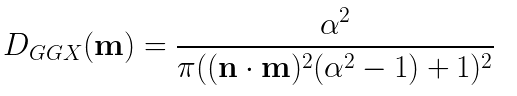 D_{GGX}(\mathbf{m}) = \frac{\alpha^2}{\pi((\mathbf{n} \cdot \mathbf{m})^2(\alpha^2 - 1) + 1)^2}